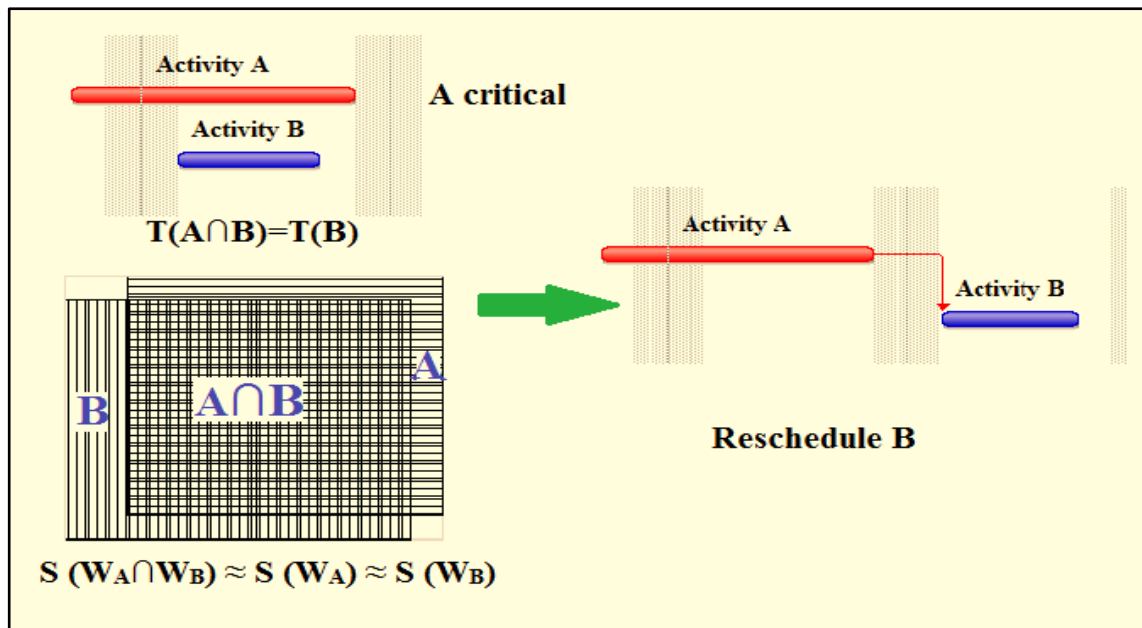 Activity A
A critical
Activity B
T(A∩B)=T(B)
B
A∩B
A
S (WA∩WB) ≈ S (WA) ≈ S (WB)
Activity A
Activity B
Reschedule B